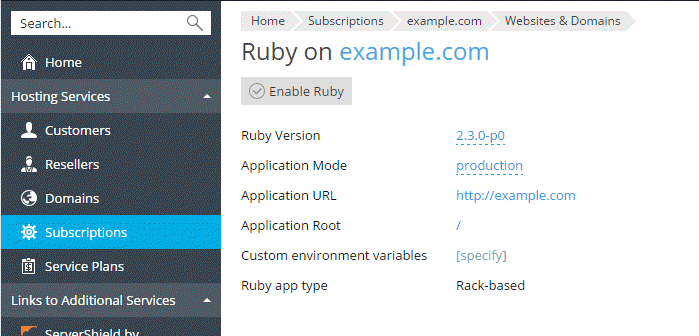 Search...
Home
Hosting Services
Customers
Resellers
Domains
Subscriptions
Service Plans
Links to Additional Services
ServerShield by
Home Subscriptions example.com Websites & Domains
Ruby on example.com
Enable Ruby
Ruby Version 2.3.0-p0
Application Mode production
Application URL http://example.com
Application Root /
Custom environment variables [specify]
Ruby app type Rack-based